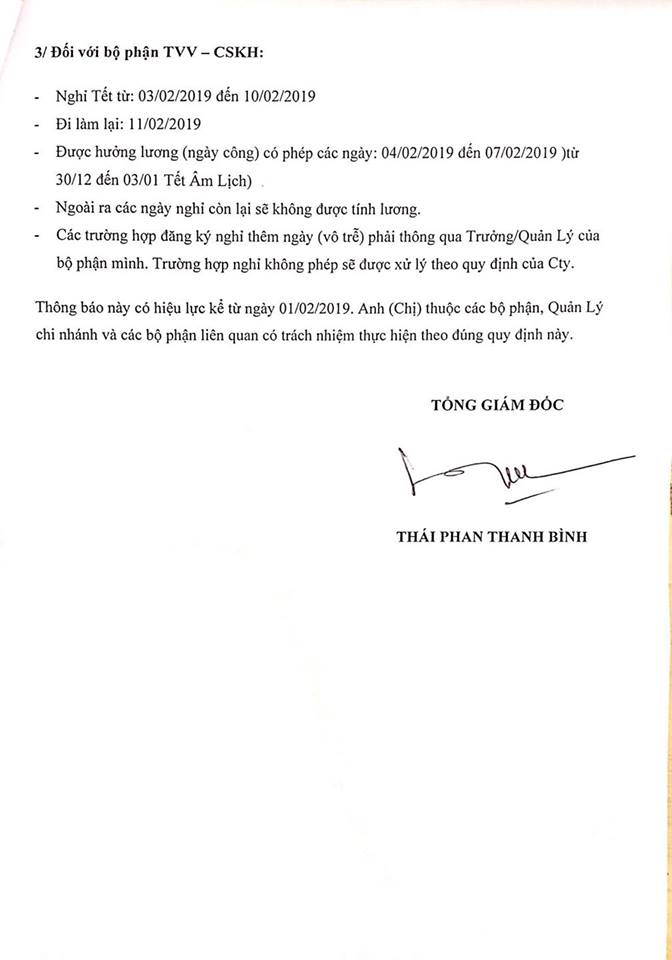 3/ Đối với bộ phận TVV – CSKH:
- Nghỉ Tết từ: 03/02/2019 đến 10/02/2019
- Đi làm lại: 11/02/2019
- Được hưởng lương (ngày công) có phép các ngày: 04/02/2019 đến 07/02/2019 )từ
30/12 đến 03/01 Tết Âm Lịch)
- Ngoài ra các ngày nghỉ còn lại sẽ không được tính lương.
- Các trường hợp đăng ký nghỉ thêm ngày (vô trễ) phải thông qua Trưởng/Quản Lý của
bộ phận mình. Trường hợp nghỉ không phép sẽ được xử lý theo quy định của Cty.
Thông báo này có hiệu lực kể từ ngày 01/02/2019. Anh (Chị) thuộc các bộ phận, Quản Lý
chi nhánh và các bộ phận liên quan có trách nhiệm thực hiện theo đúng quy định này.
TỔNG GIÁM ĐỐC
THÁI PHAN THANH BÌNH